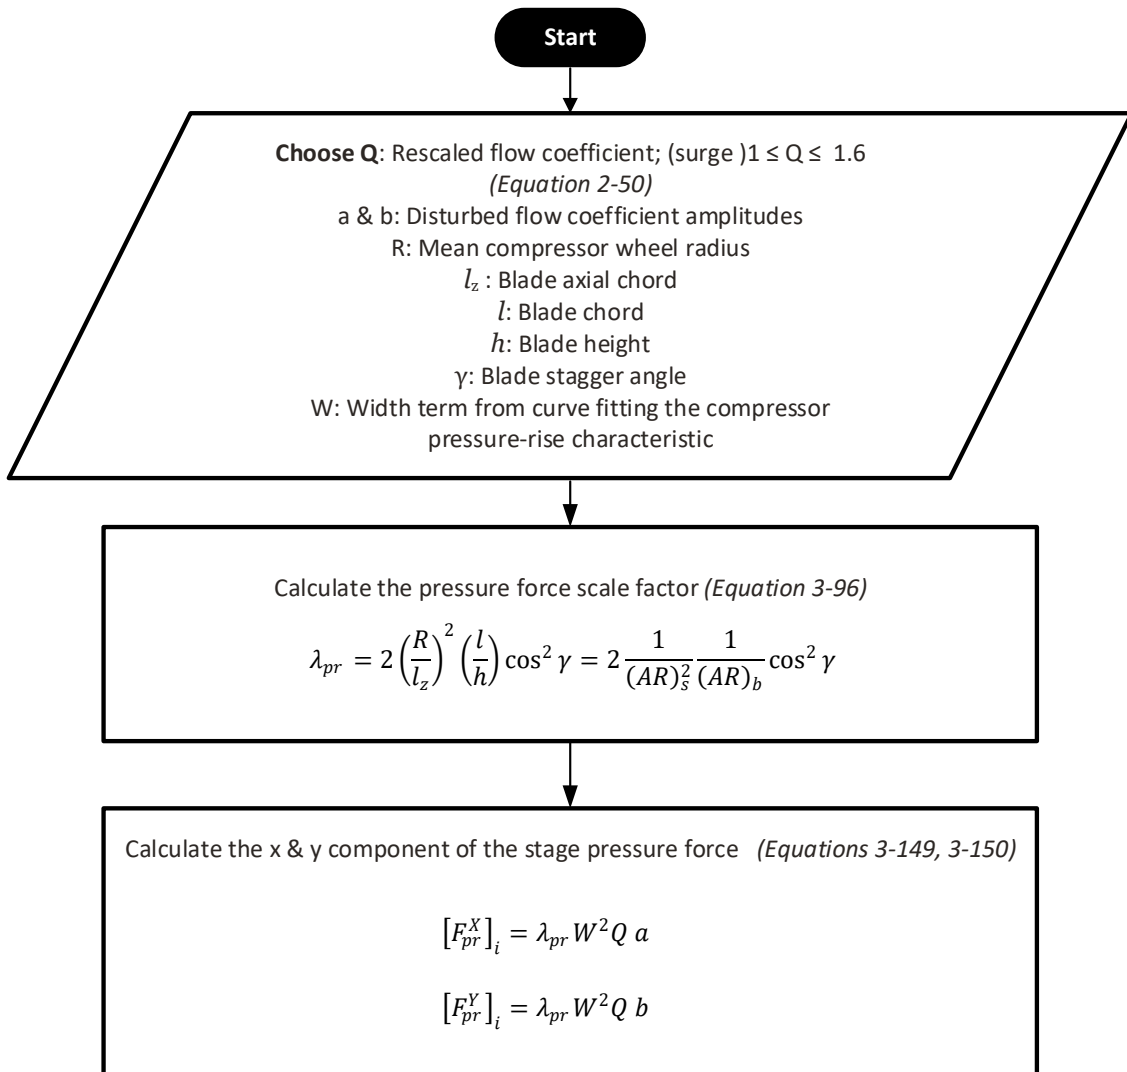 Start
Choose Q: Rescaled flow coefficient; (surge )1 ≤ Q ≤ 1.6
(Equation 2-50)
a & b: Disturbed flow coefficient amplitudes
R: Mean compressor wheel radius
l_z : Blade axial chord
l: Blade chord
h: Blade height
γ: Blade stagger angle
W: Width term from curve fitting the compressor
pressure-rise characteristic
Calculate the pressure force scale factor (Equation 3-96)
λ_pr = 2 (R/l_z)^2 (l/h) cos^2 γ = 2 1/(AR)_s^2 1/(AR)_b cos^2 γ
Calculate the x & y component of the stage pressure force (Equations 3-149, 3-150)
[F_pr^X]_i = λ_pr W^2 Q a
[F_pr^Y]_i = λ_pr W^2 Q b